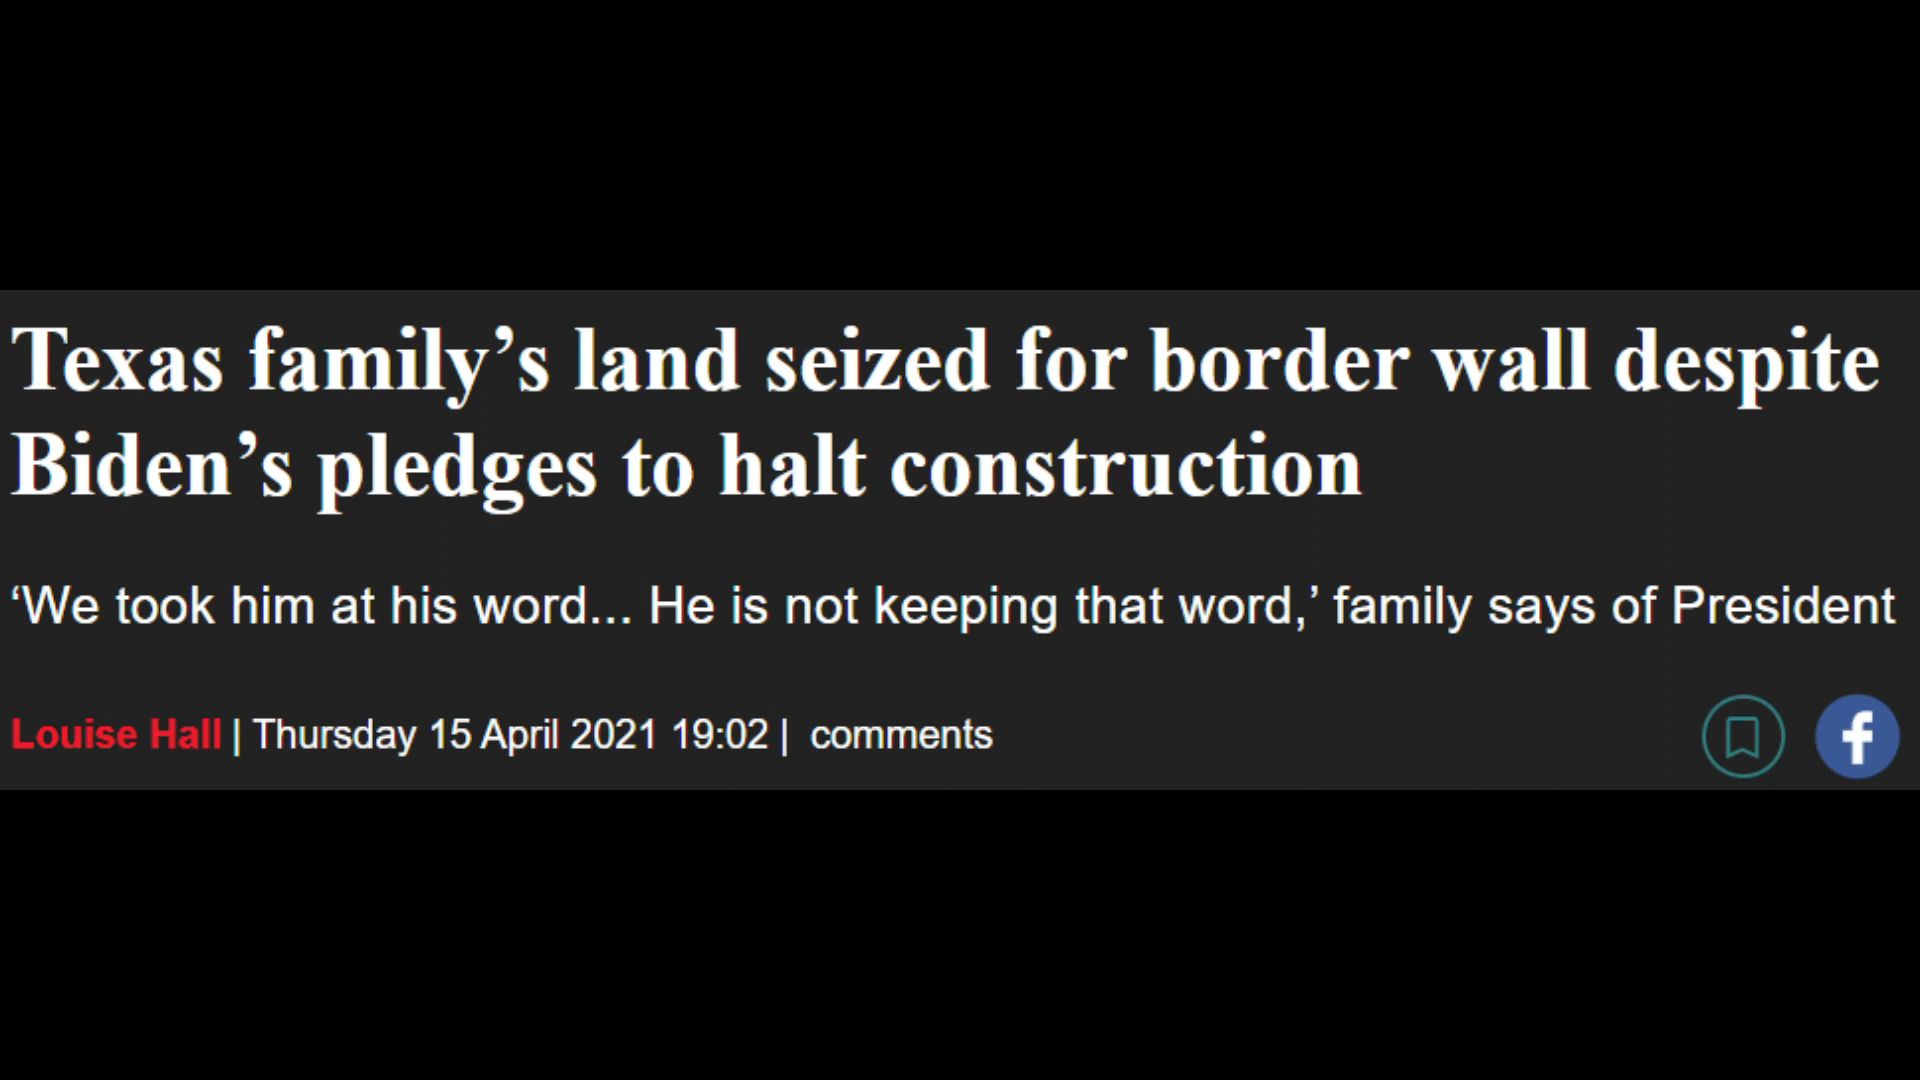 Texas family’s land seized for border wall despite
Biden’s pledges to halt construction
‘We took him at his word... He is not keeping that word,’ family says of President
Louise Hall | Thursday 15 April 2021 19:02 | comments